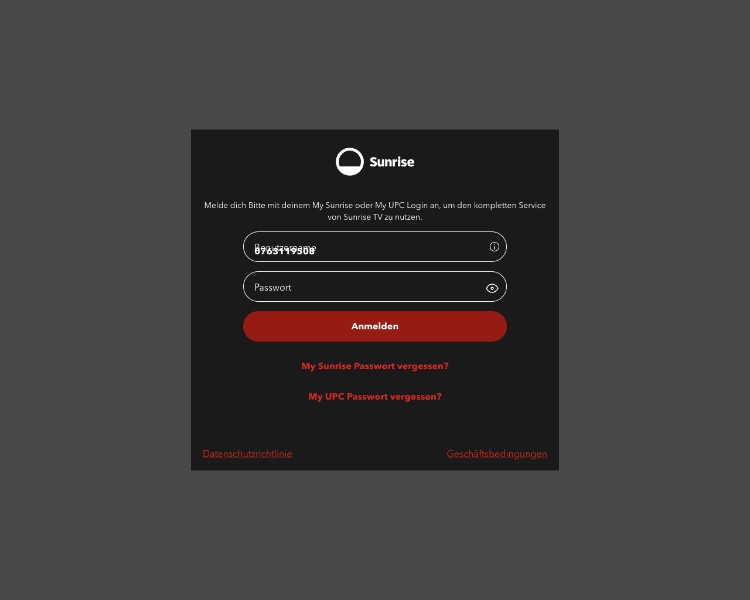 Sunrise
Melde dich Bitte mit deinem My Sunrise oder My UPC Login an, um den kompletten Service
von Sunrise TV zu nutzen.
Benutzername
0763119508
Passwort
Anmelden
My Sunrise Passwort vergessen?
My UPC Passwort vergessen?
Datenschutzrichtlinie
Geschäftsbedingungen